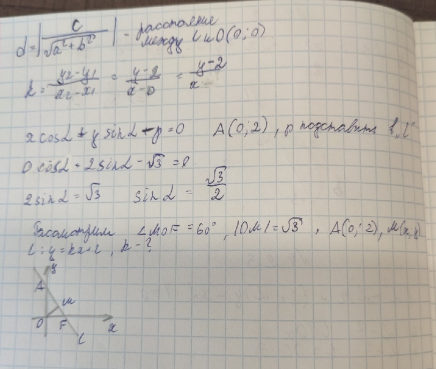 d = |c / √(a² + b²)| - расстояние
между l и O(0; 0)
k = (y₂ - y₁)/(x₂ - x₁) = (y - 2)/(x - 0) = (y - 2)/x
x cos α + y sin α - p = 0 A(0; 2), p подставить в „l“
0 cos α + 2 sin α - √3 = 0
2 sin α = √3 sin α = √3/2
Рассмотрим ∠MOF = 60°, |OM| = √3, A(0; 2), M(x, y)
l: y = kx + l, k - ?
y
A
M
O F x
l